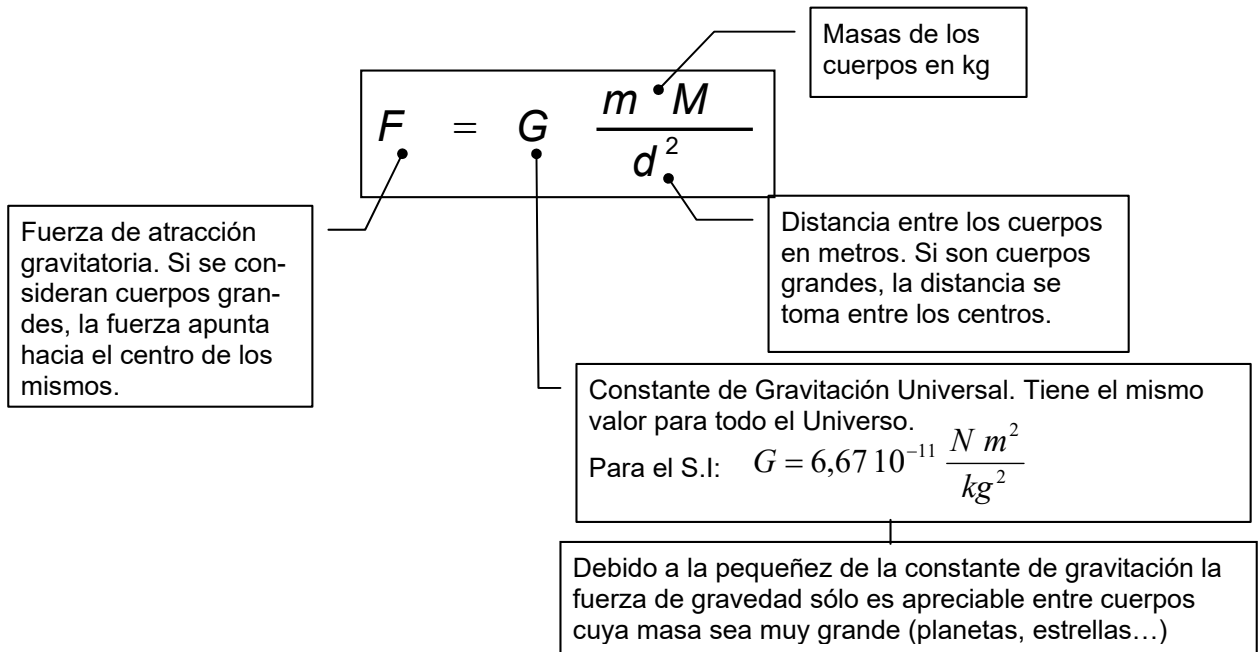 Masas de los
cuerpos en kg
F = G m M
d 2
Fuerza de atracción
gravitatoria. Si se con-
sideran cuerpos gran-
des, la fuerza apunta
hacia el centro de los
mismos.
Distancia entre los cuerpos
en metros. Si son cuerpos
grandes, la distancia se
toma entre los centros.
Constante de Gravitación Universal. Tiene el mismo
valor para todo el Universo.
Para el S.I: G = 6,67 10⁻¹¹ N m² / kg²
Debido a la pequeñez de la constante de gravitación la
fuerza de gravedad sólo es apreciable entre cuerpos
cuya masa sea muy grande (planetas, estrellas…)